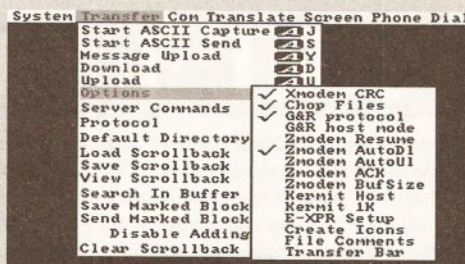 System Transfer Com Translate Screen Phone Dial
Start ASCII Capture A J
Start ASCII Send A S
Message Upload A Y
Download A D
Upload A U
Options
Server Commands
Protocol
Default Directory
Load Scrollback
Save Scrollback
View Scrollback
Search In Buffer
Save Marked Block
Send Marked Block
Disable Adding
Clear Scrollback
✓ Xmodem CRC
✓ Chop Files
✓ G&R protocol
G&R host mode
Zmodem Resume
✓ Zmodem AutoDl
Zmodem AutoUl
Zmodem ACK
Zmodem BufSize
Kermit Host
Kermit 1K
E-XPR Setup
Create Icons
File Comments
Transfer Bar